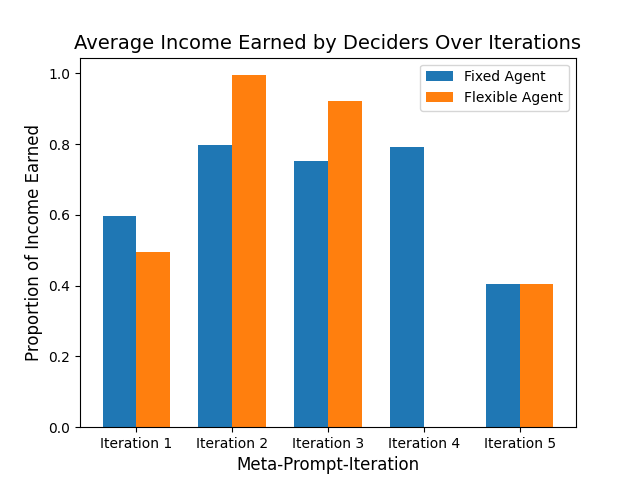 Average Income Earned by Deciders Over Iterations
Fixed Agent
Flexible Agent
Proportion of Income Earned
1.0
0.8
0.6
0.4
0.2
0.0
Iteration 1 Iteration 2 Iteration 3 Iteration 4 Iteration 5
Meta-Prompt-Iteration